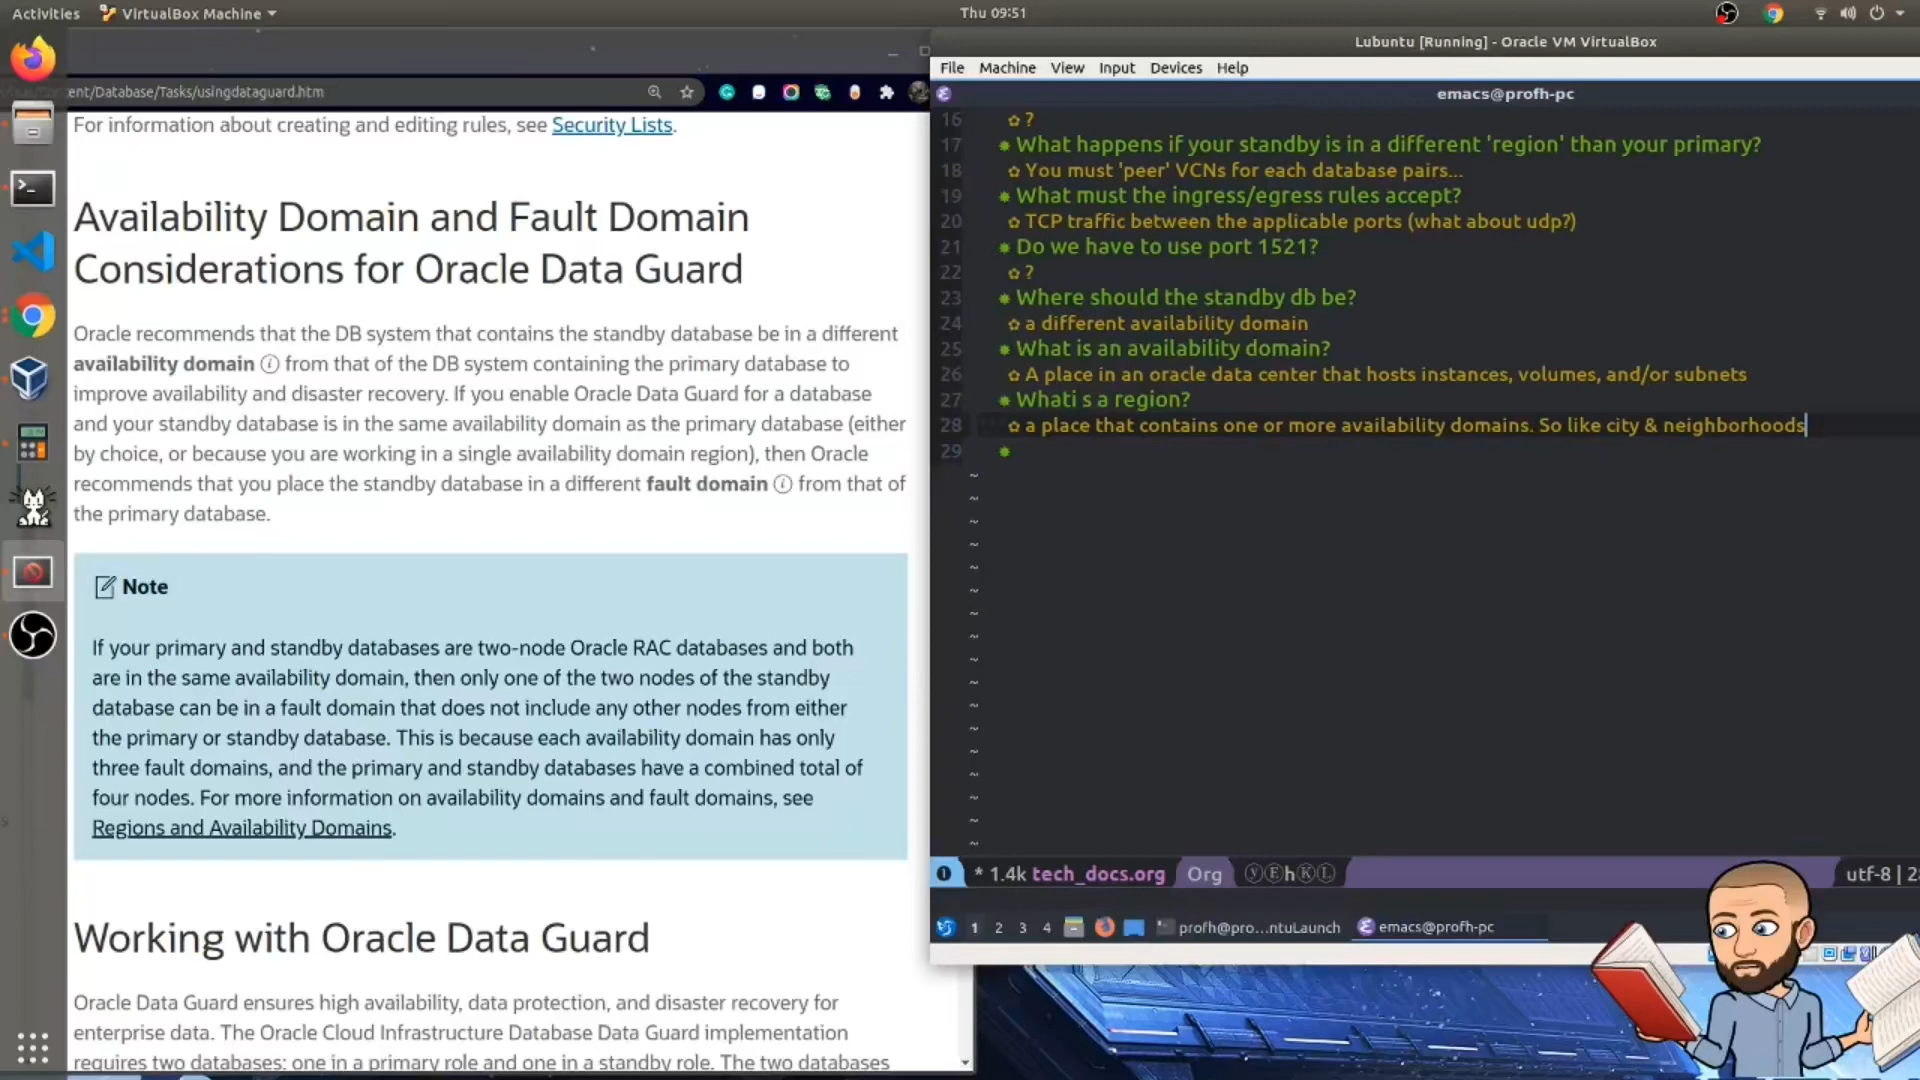 Activities
VirtualBox Machine
Thu 09:51
ent/Database/Tasks/usingdataguard.htm
For information about creating and editing rules, see Security Lists.
Availability Domain and Fault Domain
Considerations for Oracle Data Guard
Oracle recommends that the DB system that contains the standby database be in a different
availability domain from that of the DB system containing the primary database to
improve availability and disaster recovery. If you enable Oracle Data Guard for a database
and your standby database is in the same availability domain as the primary database (either
by choice, or because you are working in a single availability domain region), then Oracle
recommends that you place the standby database in a different fault domain from that of
the primary database.
Note
If your primary and standby databases are two-node Oracle RAC databases and both
are in the same availability domain, then only one of the two nodes of the standby
database can be in a fault domain that does not include any other nodes from either
the primary or standby database. This is because each availability domain has only
three fault domains, and the primary and standby databases have a combined total of
four nodes. For more information on availability domains and fault domains, see
Regions and Availability Domains.
Working with Oracle Data Guard
Oracle Data Guard ensures high availability, data protection, and disaster recovery for
enterprise data. The Oracle Cloud Infrastructure Database Data Guard implementation
requires two databases: one in a primary role and one in a standby role. The two databases
Lubuntu [Running] - Oracle VM VirtualBox
File Machine View Input Devices Help
emacs@profh-pc
16 ?
17 What happens if your standby is in a different 'region' than your primary?
18 You must 'peer' VCNs for each database pairs...
19 What must the ingress/egress rules accept?
20 TCP traffic between the applicable ports (what about udp?)
21 Do we have to use port 1521?
22 ?
23 Where should the standby db be?
24 a different availability domain
25 What is an availability domain?
26 A place in an oracle data center that hosts instances, volumes, and/or subnets
27 Whati s a region?
28 a place that contains one or more availability domains. So like city & neighborhoods
29
* 1.4k tech_docs.org Org ⓨⒺhⓀⓁ utf-8 | 2
1 2 3 4 profh@pro...ntuLaunch emacs@profh-pc